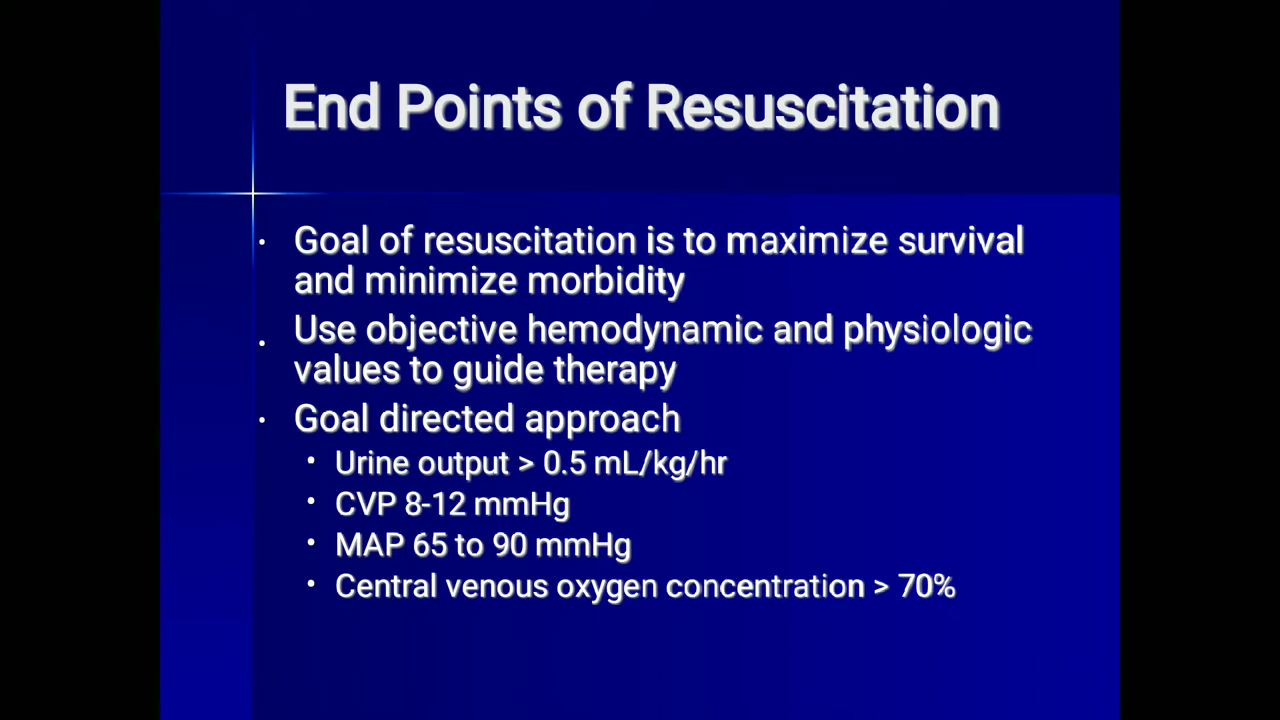 End Points of Resuscitation
· Goal of resuscitation is to maximize survival
and minimize morbidity
. Use objective hemodynamic and physiologic
values to guide therapy
· Goal directed approach
• Urine output > 0.5 mL/kg/hr
• CVP 8-12 mmHg
• MAP 65 to 90 mmHg
• Central venous oxygen concentration > 70%